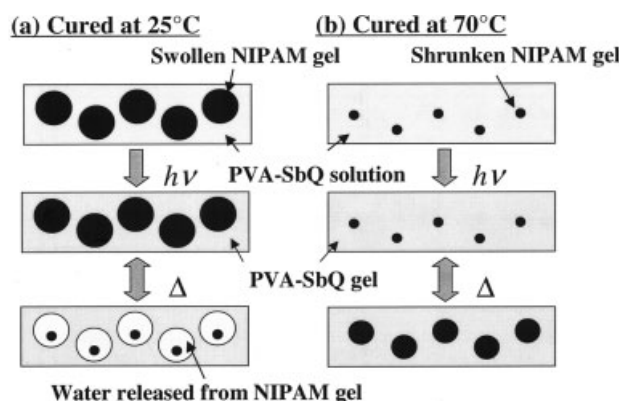 (a) Cured at 25°C
(b) Cured at 70°C
Swollen NIPAM gel
Shrunken NIPAM gel
hν
PVA-SbQ solution
hν
PVA-SbQ gel
Δ
Δ
Water released from NIPAM gel